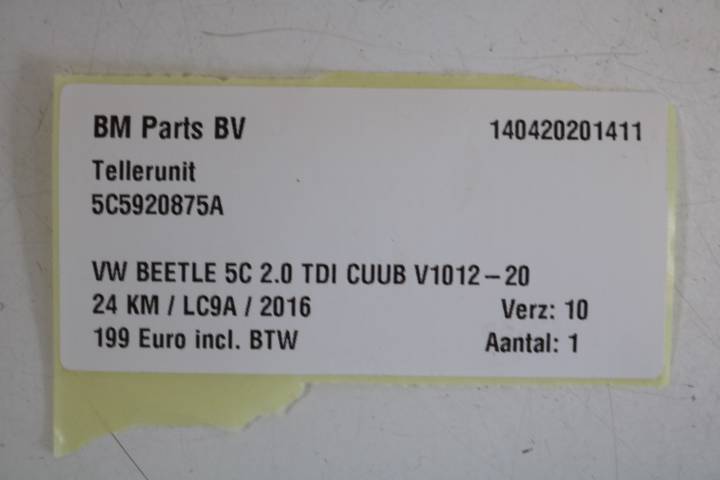 BM Parts BV 140420201411
Tellerunit
5C5920875A
VW BEETLE 5C 2.0 TDI CUUB V1012-20
24 KM / LC9A / 2016 Verz: 10
199 Euro incl. BTW Aantal: 1